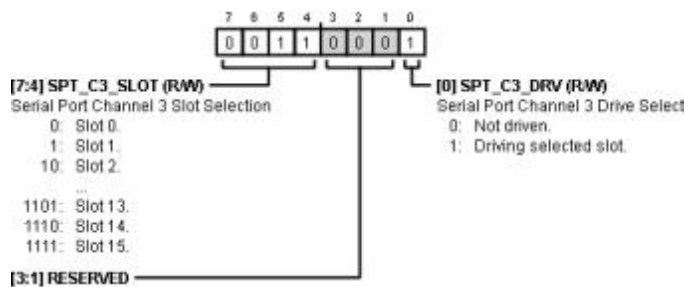 7 6 5 4 3 2 1 0
0 0 1 1 0 0 0 1
[7:4] SPT_C3_SLOT (R/W)
Serial Port Channel 3 Slot Selection
0: Slot 0.
1: Slot 1.
10: Slot 2.
...
1101: Slot 13.
1110: Slot 14.
1111: Slot 15.
[3:1] RESERVED
[0] SPT_C3_DRV (R/W)
Serial Port Channel 3 Drive Select
0: Not driven.
1: Driving selected slot.